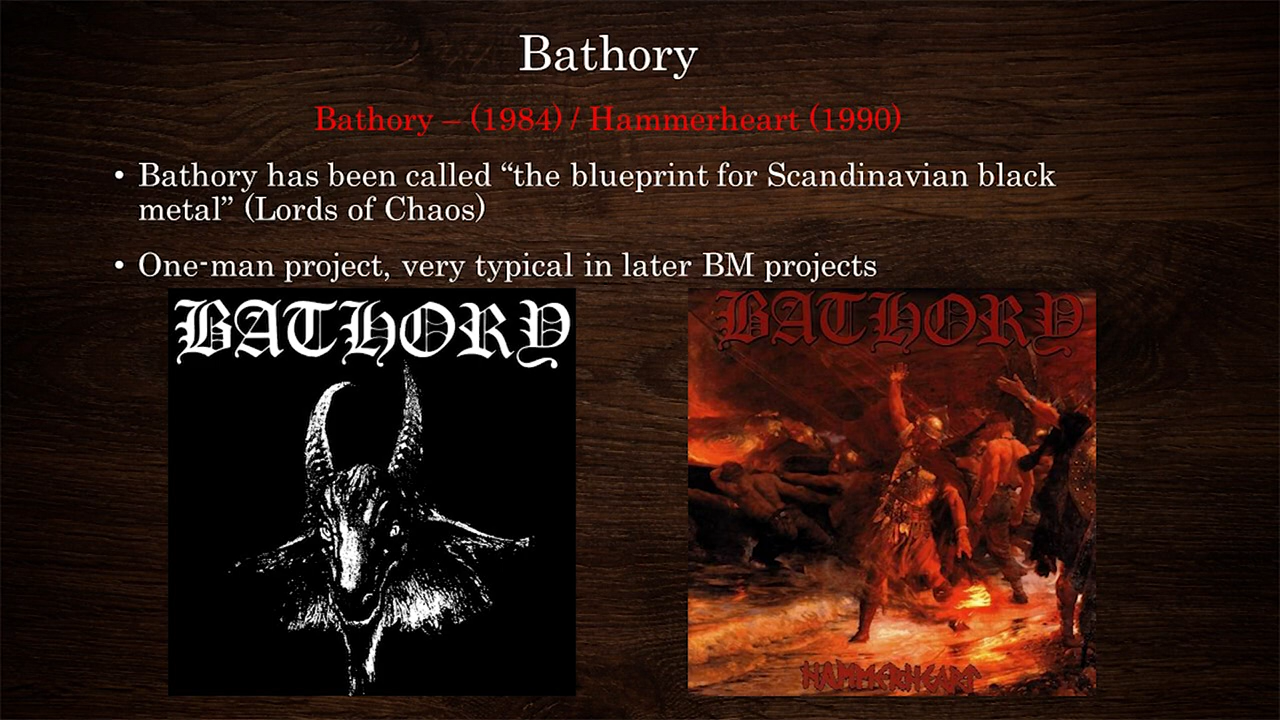 Bathory
Bathory – (1984) / Hammerheart (1990)
• Bathory has been called “the blueprint for Scandinavian black
metal” (Lords of Chaos)
• One-man project, very typical in later BM projects
BATHORY
BATHORY
HAMMERHEART